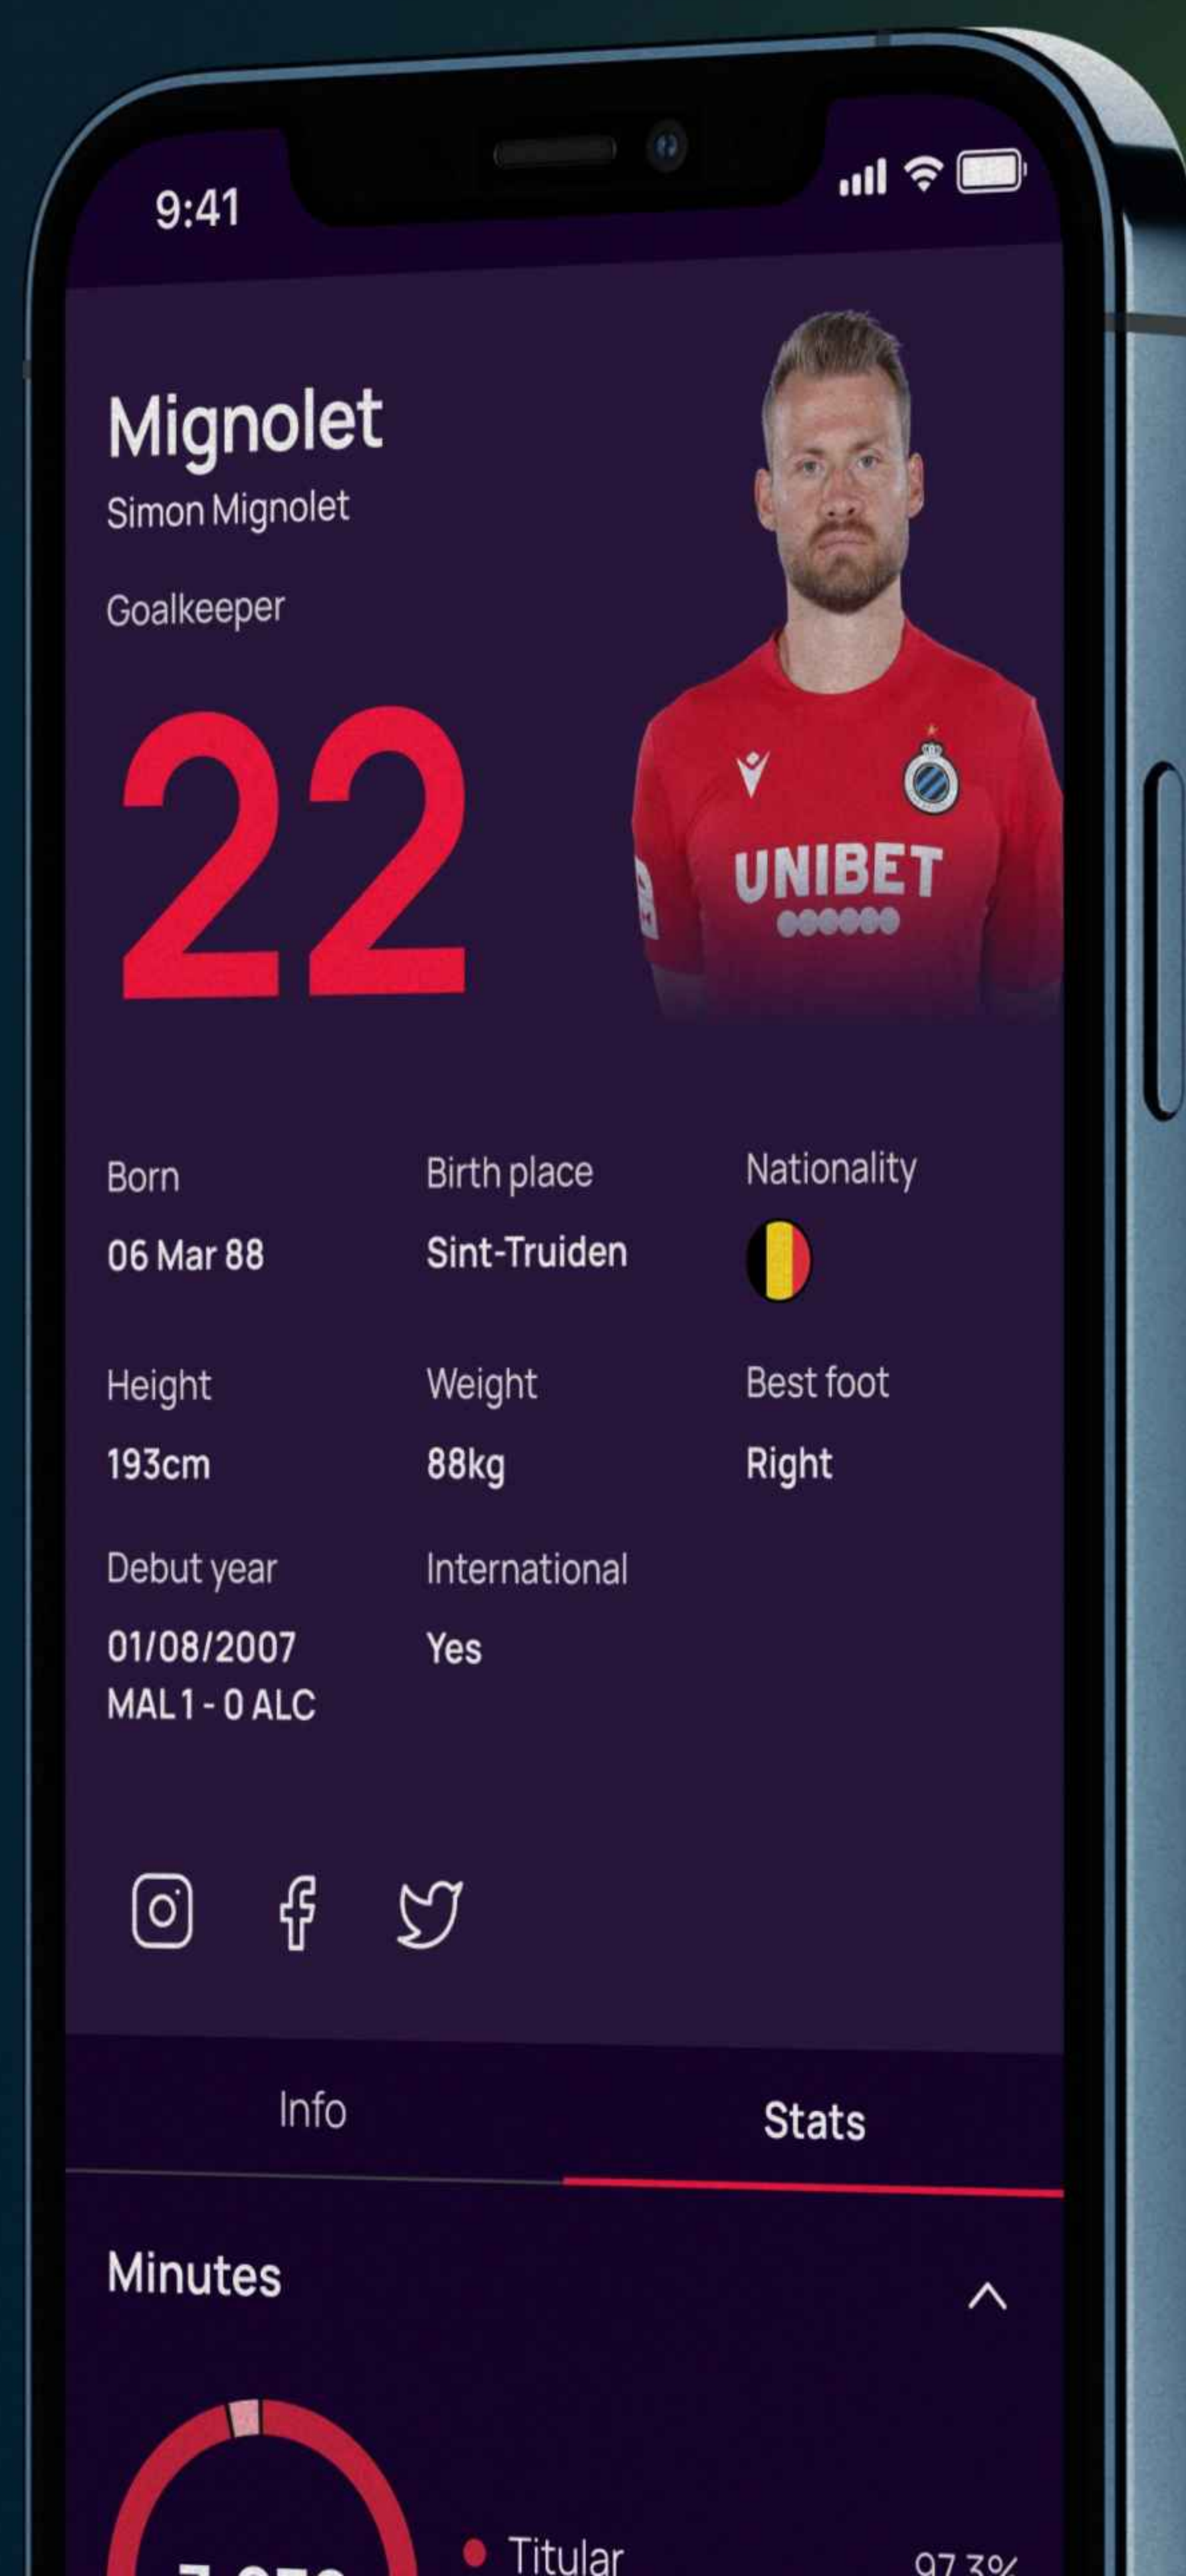 9:41
Mignolet
Simon Mignolet
Goalkeeper
22
UNIBET
Born
Birth place
Nationality
06 Mar 88
Sint-Truiden
Height
Weight
Best foot
193cm
88kg
Right
Debut year
International
01/08/2007
Yes
MAL 1 - 0 ALC
Info
Stats
Minutes
Titular
97.3%